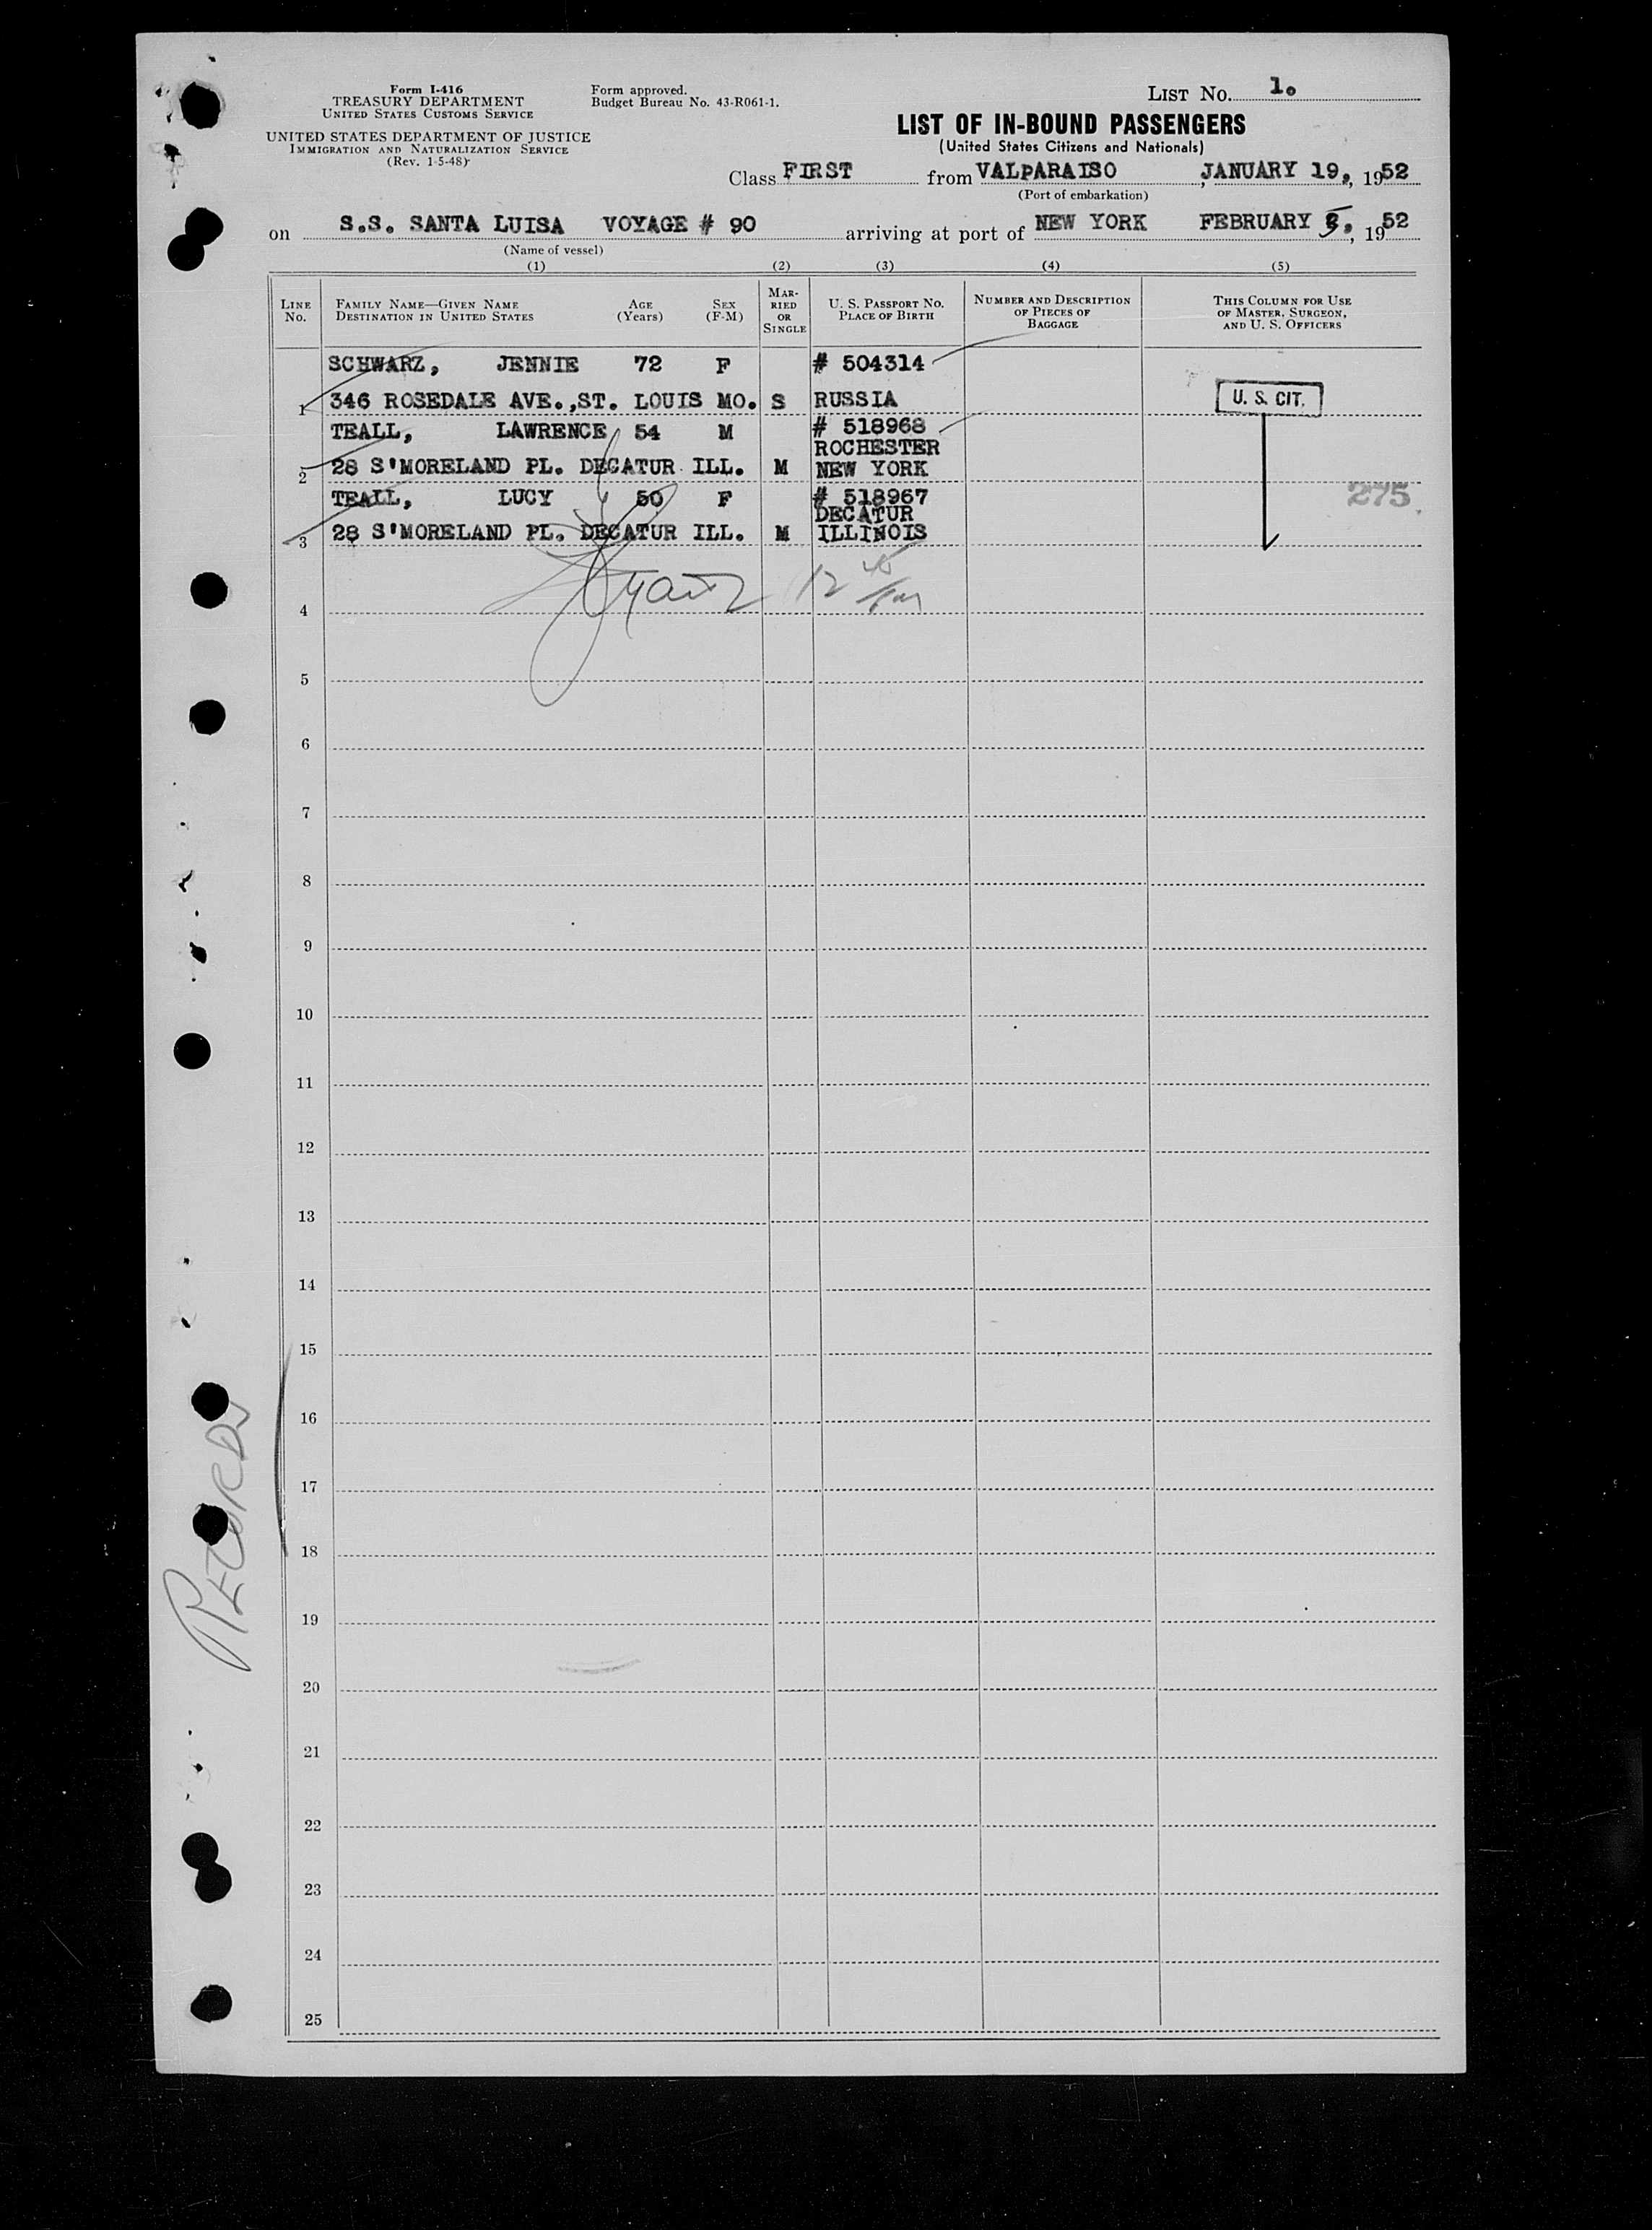 Form I-416
TREASURY DEPARTMENT
UNITED STATES CUSTOMS SERVICE
UNITED STATES DEPARTMENT OF JUSTICE
IMMIGRATION AND NATURALIZATION SERVICE
(Rev. 1-5-48)
Form approved.
Budget Bureau No. 43-R061-1.
LIST No. 1.
LIST OF IN-BOUND PASSENGERS
(United States Citizens and Nationals)
Class FIRST from VALPARAISO, JANUARY 19, 1952
(Port of embarkation)
on S.S. SANTA LUISA VOYAGE # 90 arriving at port of NEW YORK FEBRUARY 5, 1952
(Name of vessel)
(1) (2) (3) (4) (5)
LINE No.
FAMILY NAME—GIVEN NAME
DESTINATION IN UNITED STATES
AGE (Years)
SEX (F-M)
MARRIED OR SINGLE
U. S. PASSPORT NO.
PLACE OF BIRTH
NUMBER AND DESCRIPTION OF PIECES OF BAGGAGE
THIS COLUMN FOR USE OF MASTER, SURGEON, AND U. S. OFFICERS
SCHWARZ, JENNIE 72 F # 504314
1 346 ROSEDALE AVE.,ST. LOUIS MO. S RUSSIA
U. S. CIT.
TEALL, LAWRENCE 54 M # 518968
ROCHESTER
2 28 S'MORELAND PL. DECATUR ILL. M NEW YORK
TEALL, LUCY 50 F # 518967
275
DECATUR
3 28 S'MORELAND PL. DECATUR ILL. M ILLINOIS
12 45
4
5
6
7
8
9
10
11
12
13
14
15
16
17
18
19
20
21
22
23
24
25
RECORDS